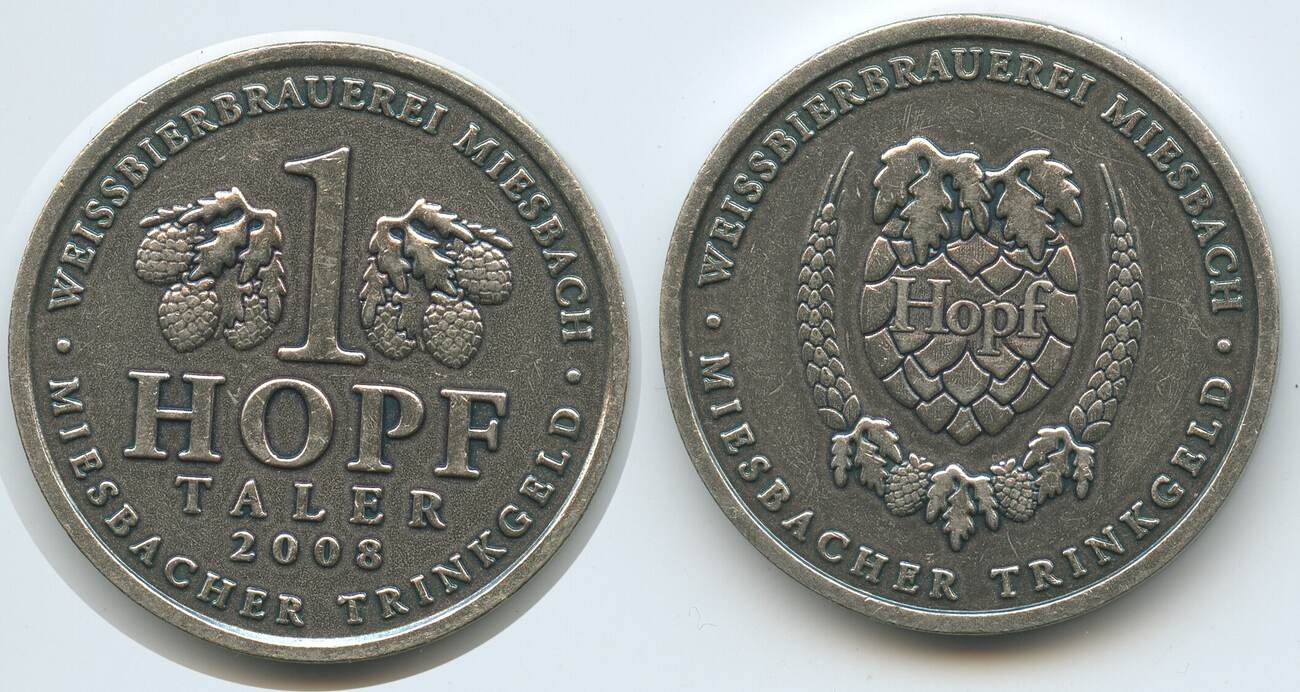 WEISSBIERBRAUEREI MIESBACH
1
HOPF
TALER
2008
• MIESBACHER TRINKGELD •
WEISSBIERBRAUEREI MIESBACH
Hopf
• MIESBACHER TRINKGELD •